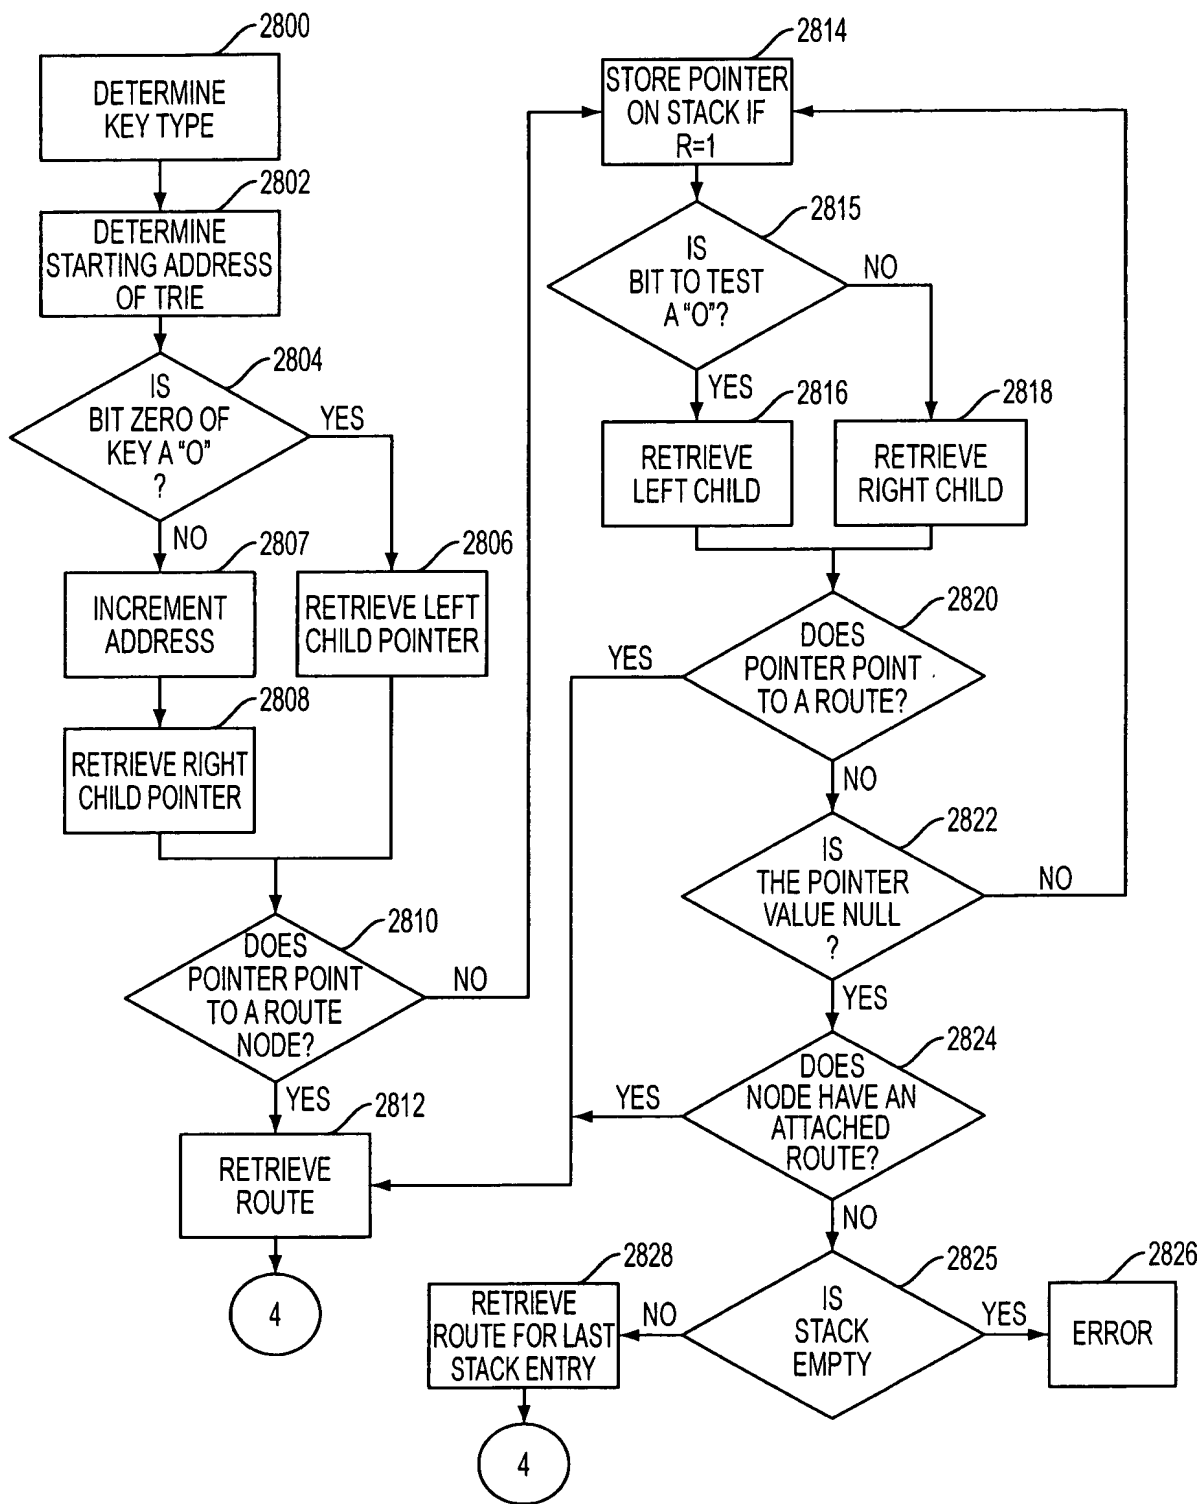 2800
DETERMINE
KEY TYPE
2802
DETERMINE
STARTING ADDRESS
OF TRIE
2804
IS
BIT ZERO OF
KEY A "O"
?
YES
NO
2807
INCREMENT
ADDRESS
2806
RETRIEVE LEFT
CHILD POINTER
2808
RETRIEVE RIGHT
CHILD POINTER
2810
DOES
POINTER POINT
TO A ROUTE
NODE?
NO
YES
2812
RETRIEVE
ROUTE
4
2814
STORE POINTER
ON STACK IF
R=1
2815
IS
BIT TO TEST
A "O"?
NO
YES
2816
RETRIEVE
LEFT CHILD
2818
RETRIEVE
RIGHT CHILD
2820
DOES
POINTER POINT
TO A ROUTE?
YES
NO
2822
IS
THE POINTER
VALUE NULL
?
NO
YES
2824
DOES
NODE HAVE AN
ATTACHED
ROUTE?
YES
NO
2825
IS
STACK
EMPTY
YES
2826
ERROR
NO
2828
RETRIEVE
ROUTE FOR LAST
STACK ENTRY
4